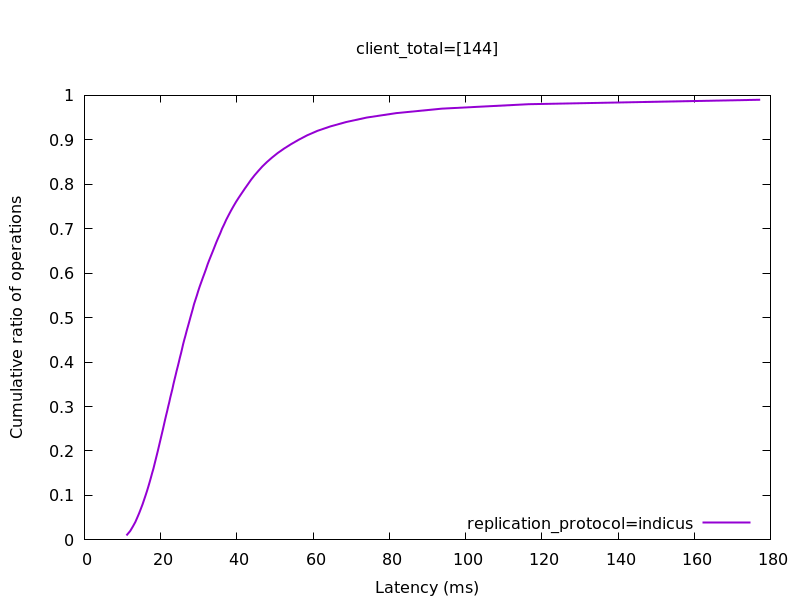 client_total=[144]
1
0.9
0.8
0.7
0.6
0.5
0.4
0.3
0.2
0.1
0
Cumulative ratio of operations
replication_protocol=indicus
0 20 40 60 80 100 120 140 160 180
Latency (ms)